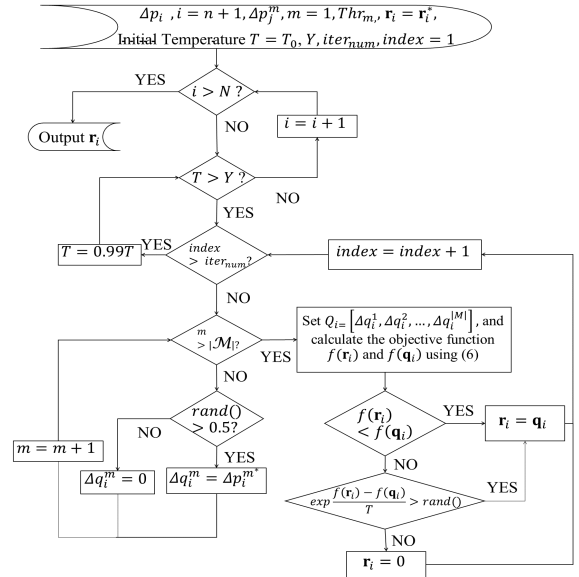 Δp_i , i = n + 1, Δp_j^m, m = 1, Thr_m,, r_i = r_i^*,
Initial Temperature T = T_0, Y, iter_num, index = 1
YES
i > N ?
Output r_i
NO
i = i + 1
T > Y ?
NO
YES
T = 0.99T
YES
index
> iter_num?
index = index + 1
NO
m
> |ℳ|?
YES
Set Q_i= [Δq_i^1, Δq_i^2, ..., Δq_i^|M|] , and
calculate the objective function
f(r_i) and f(q_i) using (6)
NO
rand()
> 0.5?
NO
YES
m = m + 1
Δq_i^m = 0
Δq_i^m = Δp_i^m*
f(r_i)
< f(q_i)
YES
r_i = q_i
NO
exp (f(r_i) − f(q_i))/T > rand()
YES
NO
r_i = 0